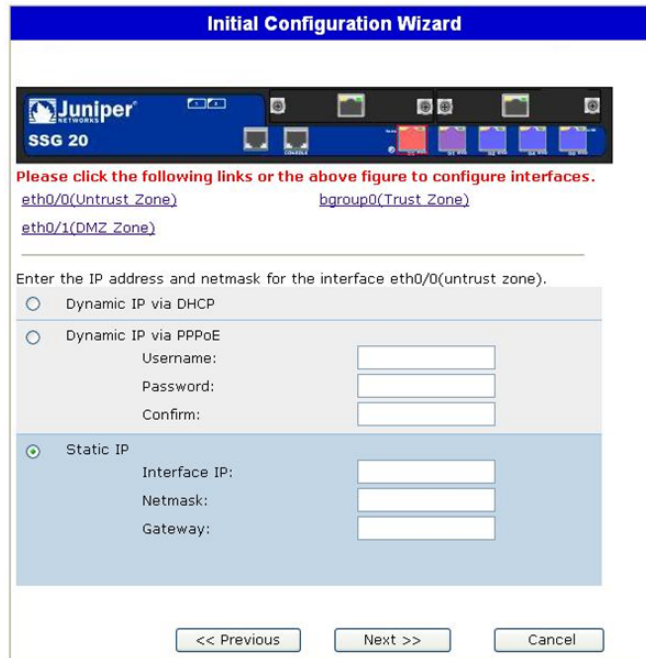 Initial Configuration Wizard
Juniper
NETWORKS
SSG 20
CONSOLE
Please click the following links or the above figure to configure interfaces.
eth0/0(Untrust Zone)
bgroup0(Trust Zone)
eth0/1(DMZ Zone)
Enter the IP address and netmask for the interface eth0/0(untrust zone).
Dynamic IP via DHCP
Dynamic IP via PPPoE
Username:
Password:
Confirm:
Static IP
Interface IP:
Netmask:
Gateway:
<< Previous
Next >>
Cancel